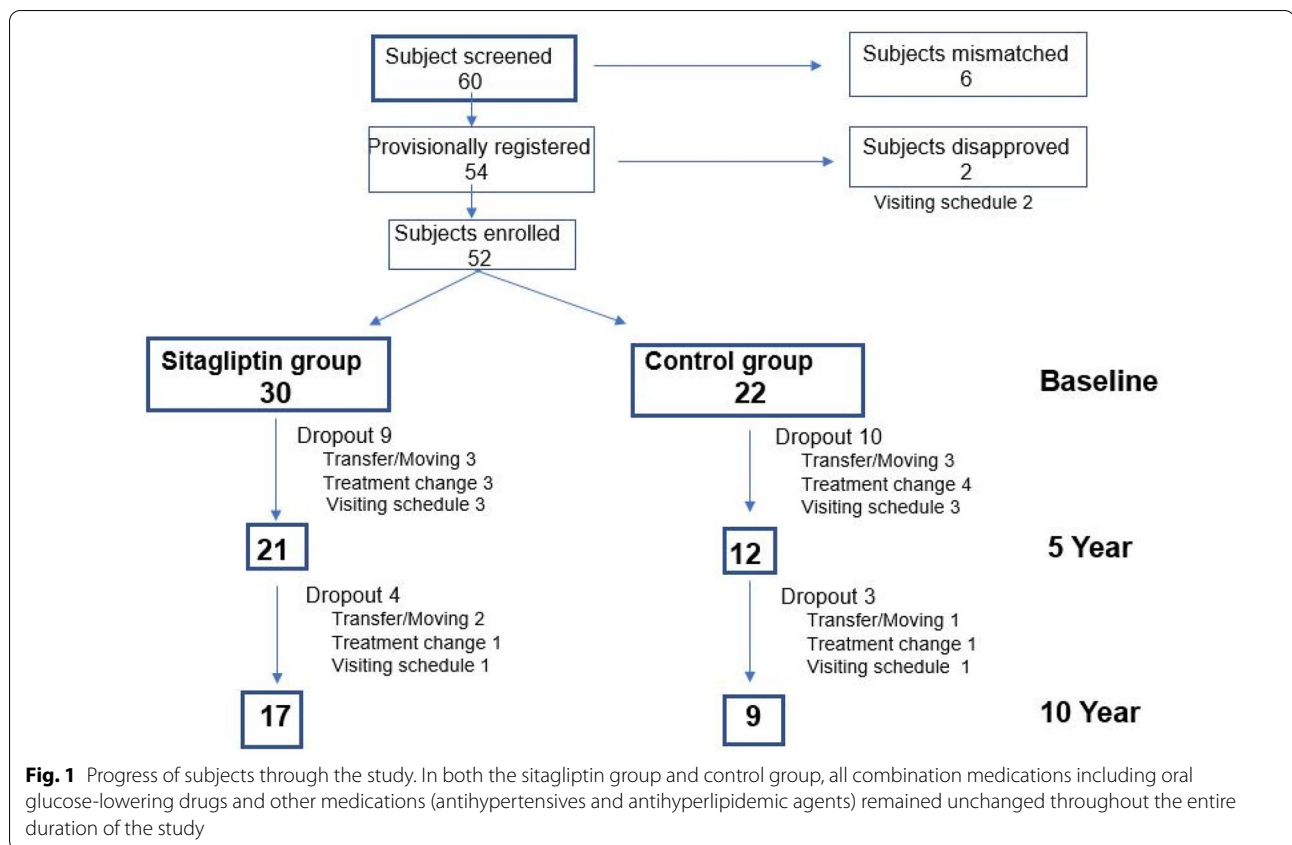 Subject screened
60
Subjects mismatched
6
Provisionally registered
54
Subjects disapproved
2
Visiting schedule 2
Subjects enrolled
52
Sitagliptin group
30
Control group
22
Baseline
Dropout 9
Transfer/Moving 3
Treatment change 3
Visiting schedule 3
Dropout 10
Transfer/Moving 3
Treatment change 4
Visiting schedule 3
21
12
5 Year
Dropout 4
Transfer/Moving 2
Treatment change 1
Visiting schedule 1
Dropout 3
Transfer/Moving 1
Treatment change 1
Visiting schedule 1
17
9
10 Year
Fig. 1 Progress of subjects through the study. In both the sitagliptin group and control group, all combination medications including oral
glucose-lowering drugs and other medications (antihypertensives and antihyperlipidemic agents) remained unchanged throughout the entire
duration of the study